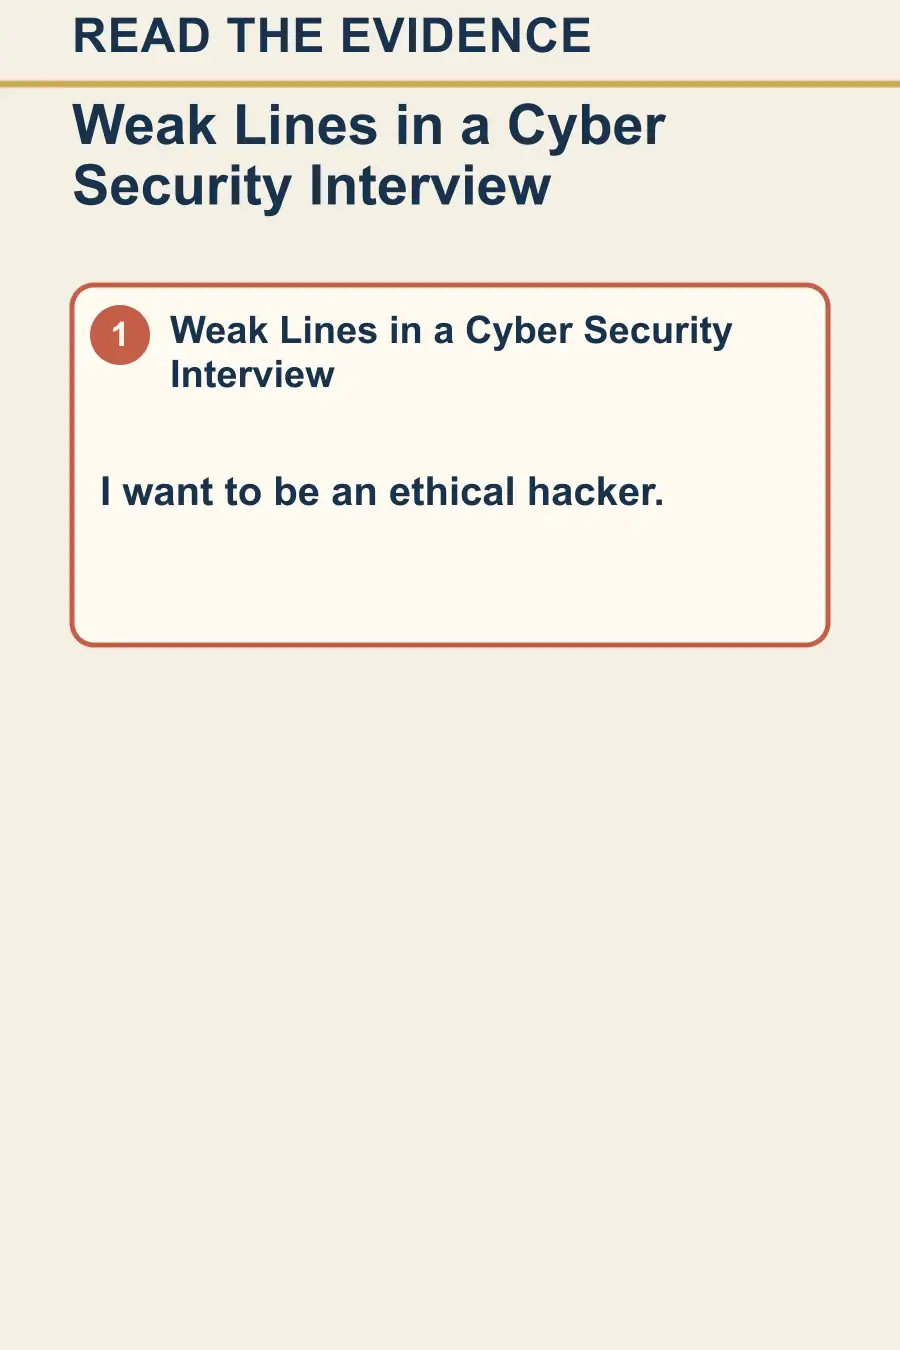 READ THE EVIDENCE
Weak Lines in a Cyber
Security Interview
1
Weak Lines in a Cyber Security
Interview
I want to be an ethical hacker.